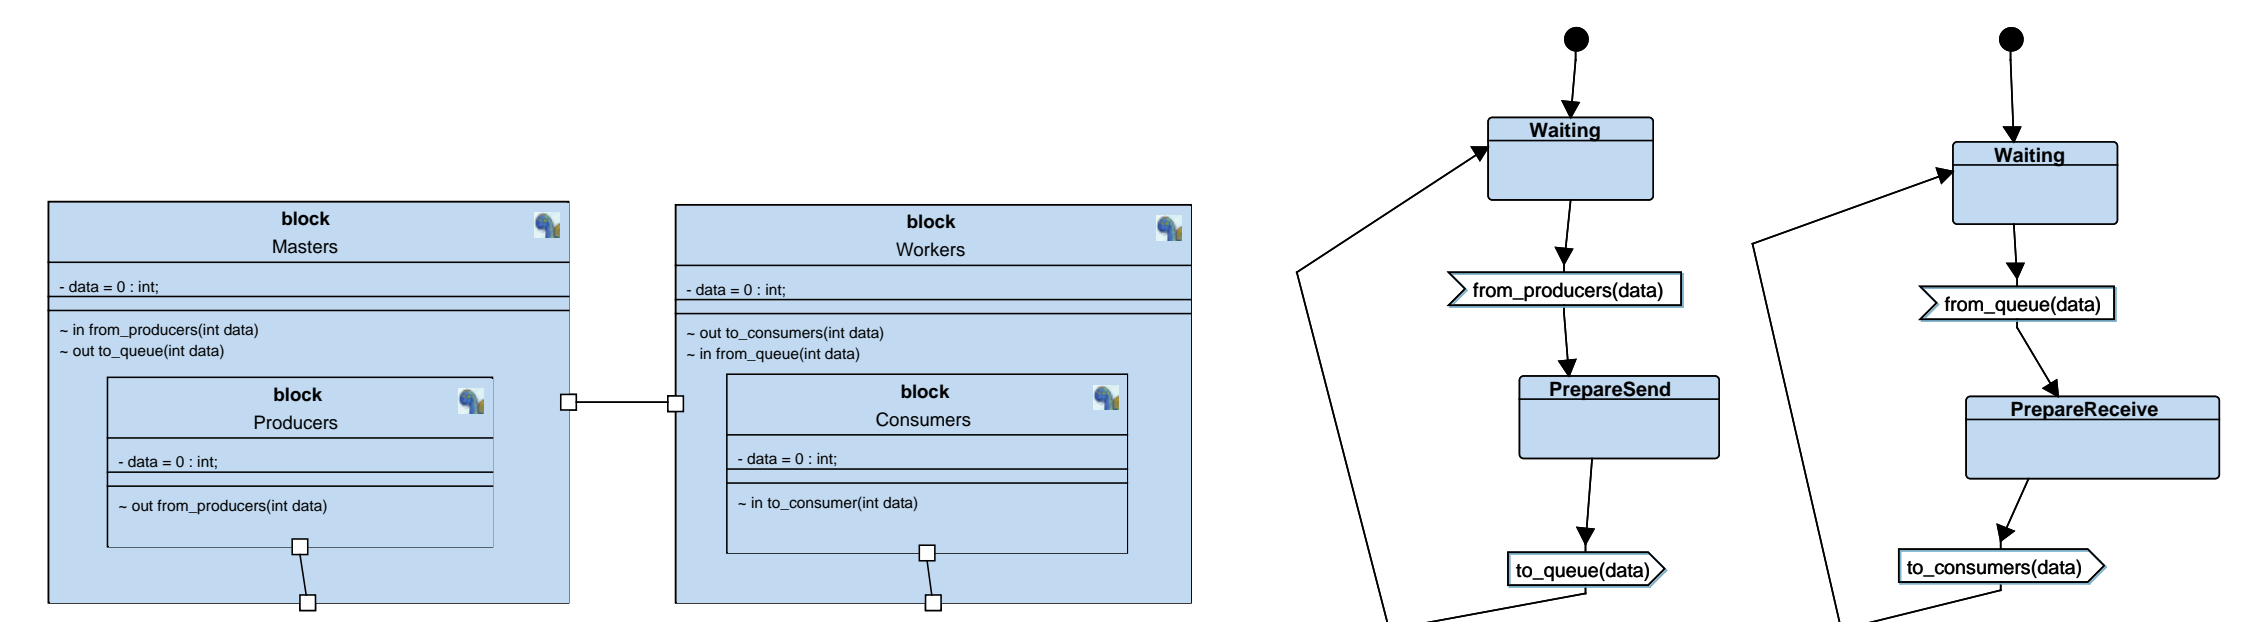 block
Masters
- data = 0 : int;
~ in from_producers(int data)
~ out to_queue(int data)
block
Producers
- data = 0 : int;
~ out from_producers(int data)
block
Workers
- data = 0 : int;
~ out to_consumers(int data)
~ in from_queue(int data)
block
Consumers
- data = 0 : int;
~ in to_consumer(int data)
Waiting
from_producers(data)
PrepareSend
to_queue(data)
Waiting
from_queue(data)
PrepareReceive
to_consumers(data)